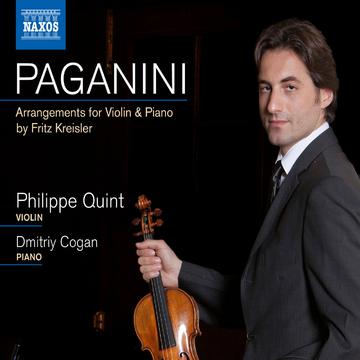 NAXOS
PAGANINI
Arrangements for Violin & Piano
by Fritz Kreisler
Philippe Quint
VIOLIN
Dmitriy Cogan
PIANO